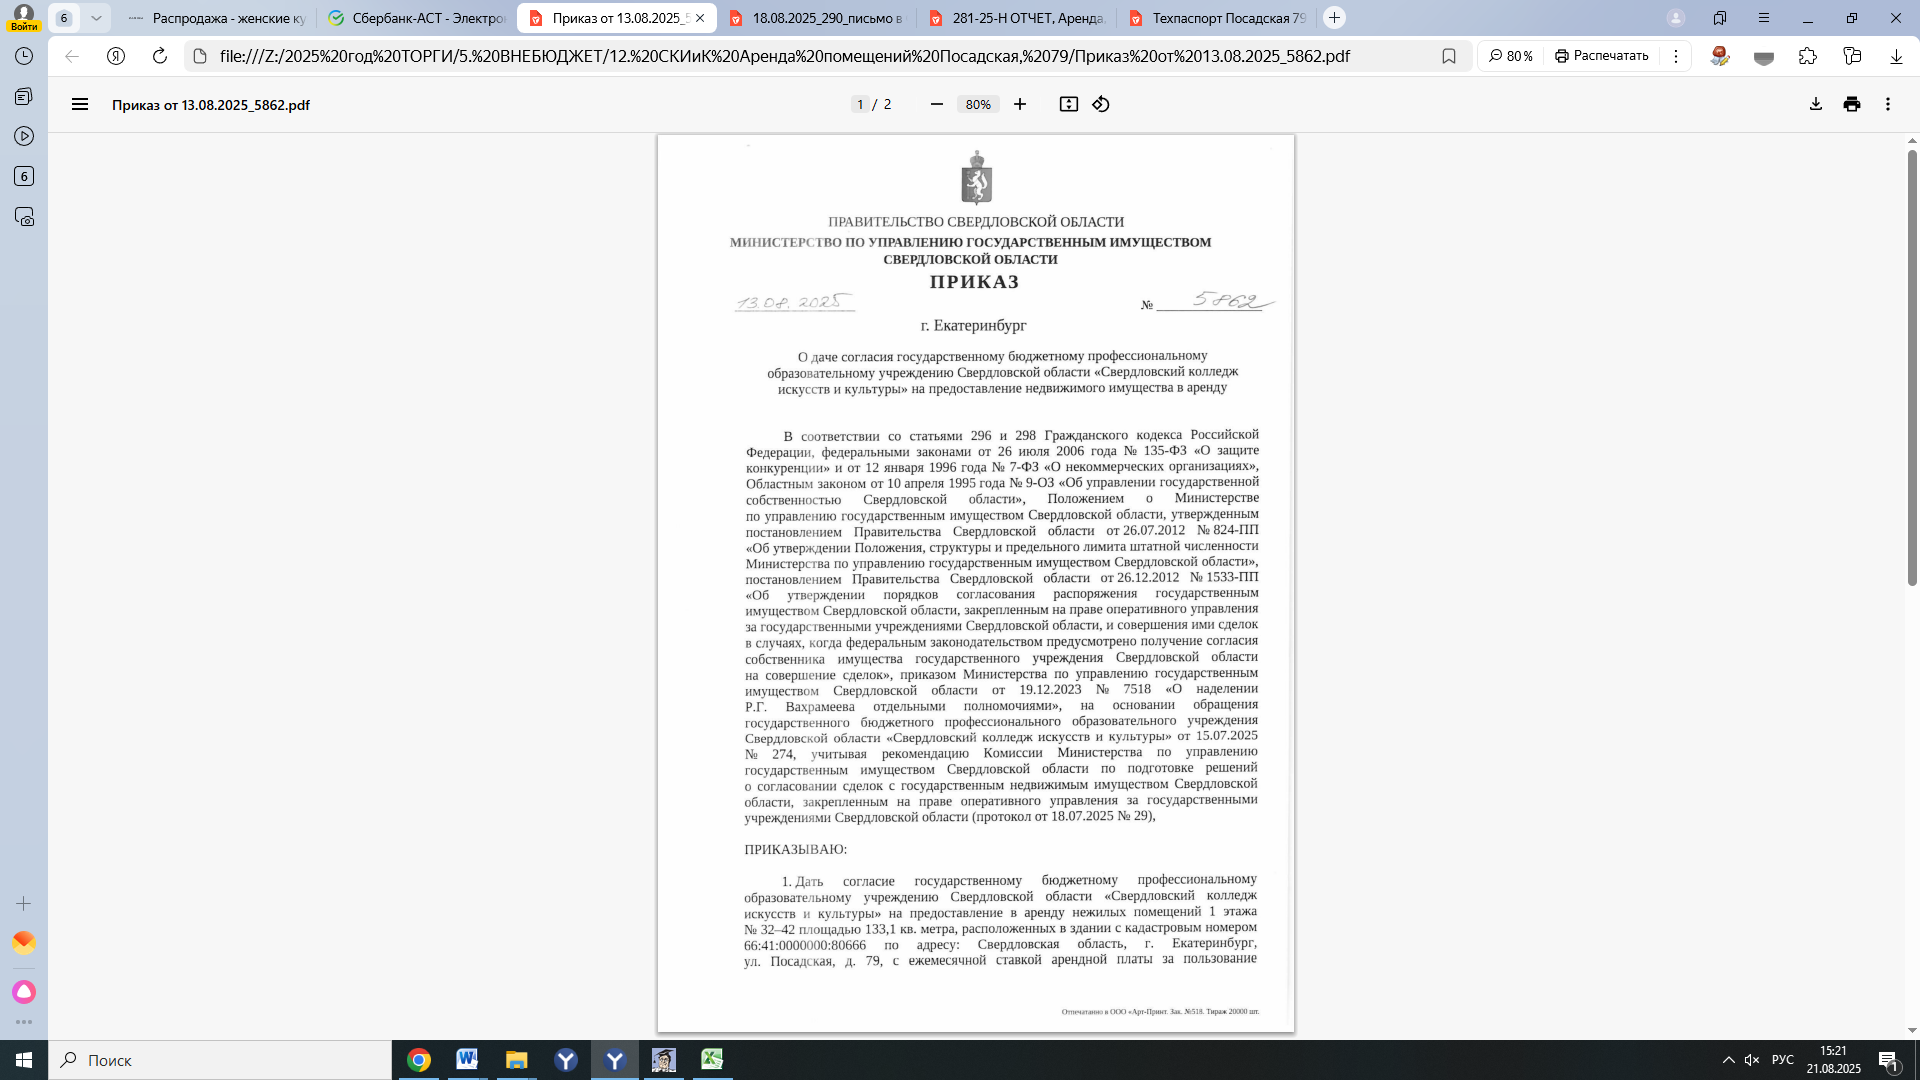 Войти
6
Распродажа - женские ку
Сбербанк-АСТ - Электрон
Приказ от 13.08.2025_5
18.08.2025_290_письмо в
281-25-Н ОТЧЕТ, Аренда,
Техпаспорт Посадская 79
file:///Z:/2025%20год%20ТОРГИ/5.%20ВНЕБЮДЖЕТ/12.%20СКИиК%20Аренда%20помещений%20Посадская,%2079/Приказ%20от%2013.08.2025_5862.pdf
80%
Распечатать
Приказ от 13.08.2025_5862.pdf
1 / 2
80%
6
ПРАВИТЕЛЬСТВО СВЕРДЛОВСКОЙ ОБЛАСТИ
МИНИСТЕРСТВО ПО УПРАВЛЕНИЮ ГОСУДАРСТВЕННЫМ ИМУЩЕСТВОМ
СВЕРДЛОВСКОЙ ОБЛАСТИ
ПРИКАЗ
13.08.2025
№ 5862
г. Екатеринбург
О даче согласия государственному бюджетному профессиональному
образовательному учреждению Свердловской области «Свердловский колледж
искусств и культуры» на предоставление недвижимого имущества в аренду
В соответствии со статьями 296 и 298 Гражданского кодекса Российской
Федерации, федеральными законами от 26 июля 2006 года № 135-ФЗ «О защите
конкуренции» и от 12 января 1996 года № 7-ФЗ «О некоммерческих организациях»,
Областным законом от 10 апреля 1995 года № 9-ОЗ «Об управлении государственной
собственностью Свердловской области», Положением о Министерстве
по управлению государственным имуществом Свердловской области, утвержденным
постановлением Правительства Свердловской области от 26.07.2012 № 824-ПП
«Об утверждении Положения, структуры и предельного лимита штатной численности
Министерства по управлению государственным имуществом Свердловской области»,
постановлением Правительства Свердловской области от 26.12.2012 № 1533-ПП
«Об утверждении порядков согласования распоряжения государственным
имуществом Свердловской области, закрепленным на праве оперативного управления
за государственными учреждениями Свердловской области, и совершения ими сделок
в случаях, когда федеральным законодательством предусмотрено получение согласия
собственника имущества государственного учреждения Свердловской области
на совершение сделок», приказом Министерства по управлению государственным
имуществом Свердловской области от 19.12.2023 № 7518 «О наделении
Р.Г. Вахрамеева отдельными полномочиями», на основании обращения
государственного бюджетного профессионального образовательного учреждения
Свердловской области «Свердловский колледж искусств и культуры» от 15.07.2025
№ 274, учитывая рекомендацию Комиссии Министерства по управлению
государственным имуществом Свердловской области по подготовке решений
о согласовании сделок с государственным недвижимым имуществом Свердловской
области, закрепленным на праве оперативного управления за государственными
учреждениями Свердловской области (протокол от 18.07.2025 № 29),
ПРИКАЗЫВАЮ:
1. Дать согласие государственному бюджетному профессиональному
образовательному учреждению Свердловской области «Свердловский колледж
искусств и культуры» на предоставление в аренду нежилых помещений 1 этажа
№ 32–42 площадью 133,1 кв. метра, расположенных в здании с кадастровым номером
66:41:0000000:80666 по адресу: Свердловская область, г. Екатеринбург,
ул. Посадская, д. 79, с ежемесячной ставкой арендной платы за пользование
Отпечатанно в ООО «Арт-Принт. Зак. №518. Тираж 20000 шт.
Поиск
РУС
15:21
21.08.2025
1